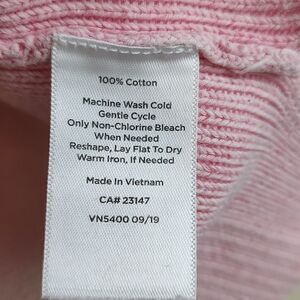 100% Cotton
Machine Wash Cold
Gentle Cycle
Only Non-Chlorine Bleach
When Needed
Reshape, Lay Flat To Dry
Warm Iron, If Needed
Made In Vietnam
CA# 23147
VN5400 09/19